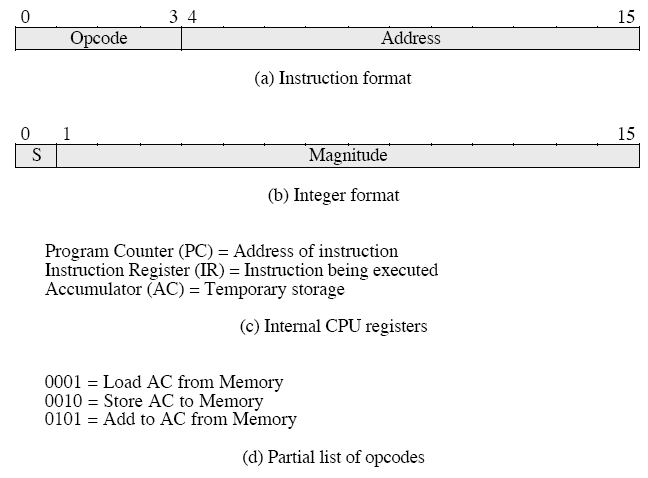 0 3 4 15
Opcode Address
(a) Instruction format
0 1 15
S Magnitude
(b) Integer format
Program Counter (PC) = Address of instruction
Instruction Register (IR) = Instruction being executed
Accumulator (AC) = Temporary storage
(c) Internal CPU registers
0001 = Load AC from Memory
0010 = Store AC to Memory
0101 = Add to AC from Memory
(d) Partial list of opcodes